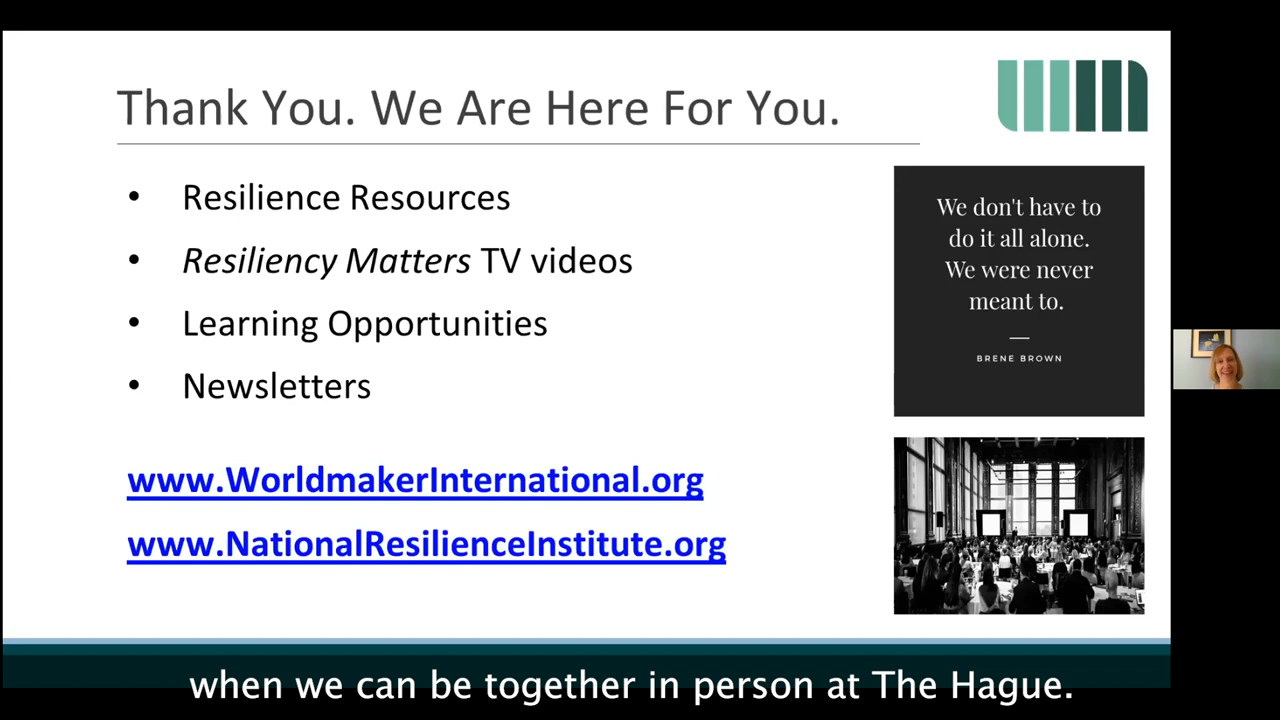 Thank You. We Are Here For You.
• Resilience Resources
• Resiliency Matters TV videos
• Learning Opportunities
• Newsletters
www.WorldmakerInternational.org
www.NationalResilienceInstitute.org
We don't have to
do it all alone.
We were never
meant to.
BRENE BROWN
when we can be together in person at The Hague.